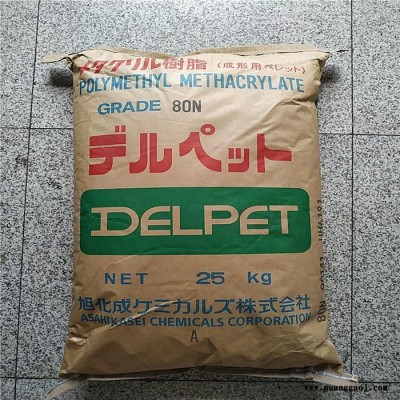 メタクリル樹脂 (成形用ペレット)
POLYMETHYL METHACRYLATE
GRADE 80N
デルペット
DELPET
NET 25 Kg
旭化成ケミカルズ株式会社
ASAHIKASEI CHEMICALS CORPORATION
A
80N